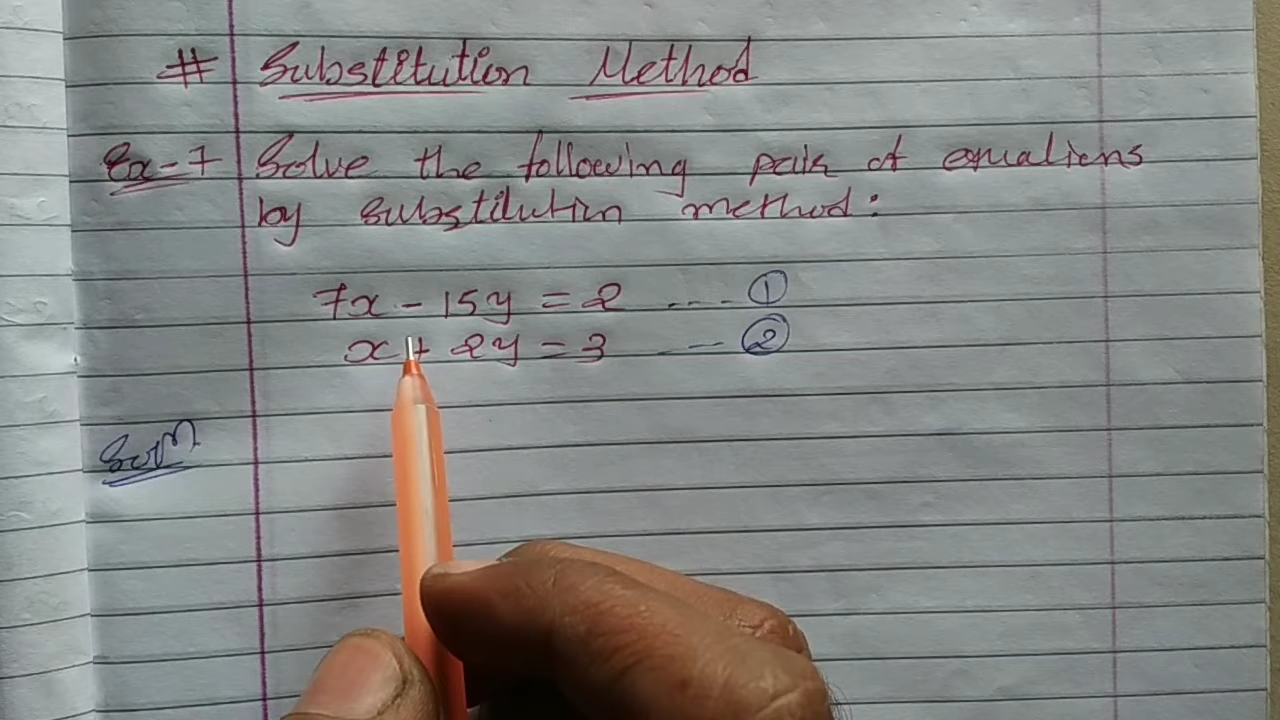 # Substitution Method
Ex-7 Solve the following pair of equations
by substitution method:
7x - 15y = 2 ---- ①
x + 2y = 3 -- ②
Solⁿ